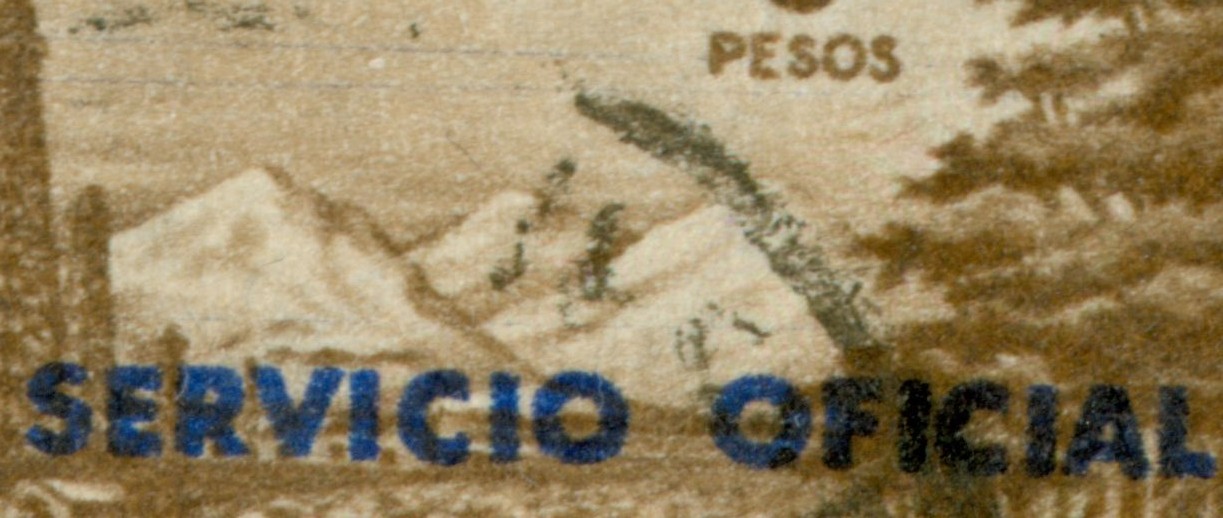 PESOS
SERVICIO OFICIAL